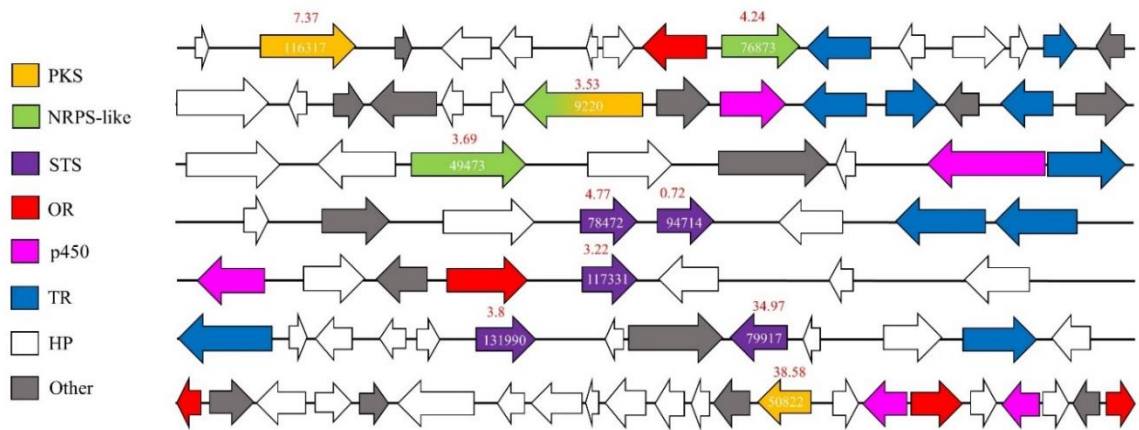 7.37 4.24
116317 76873
PKS
3.53
9220
NRPS-like
3.69
STS
49473
OR
4.77 0.72
78472 94714
p450
3.22
117331
TR
3.8 34.97
131990 79917
HP
38.58
Other
50822